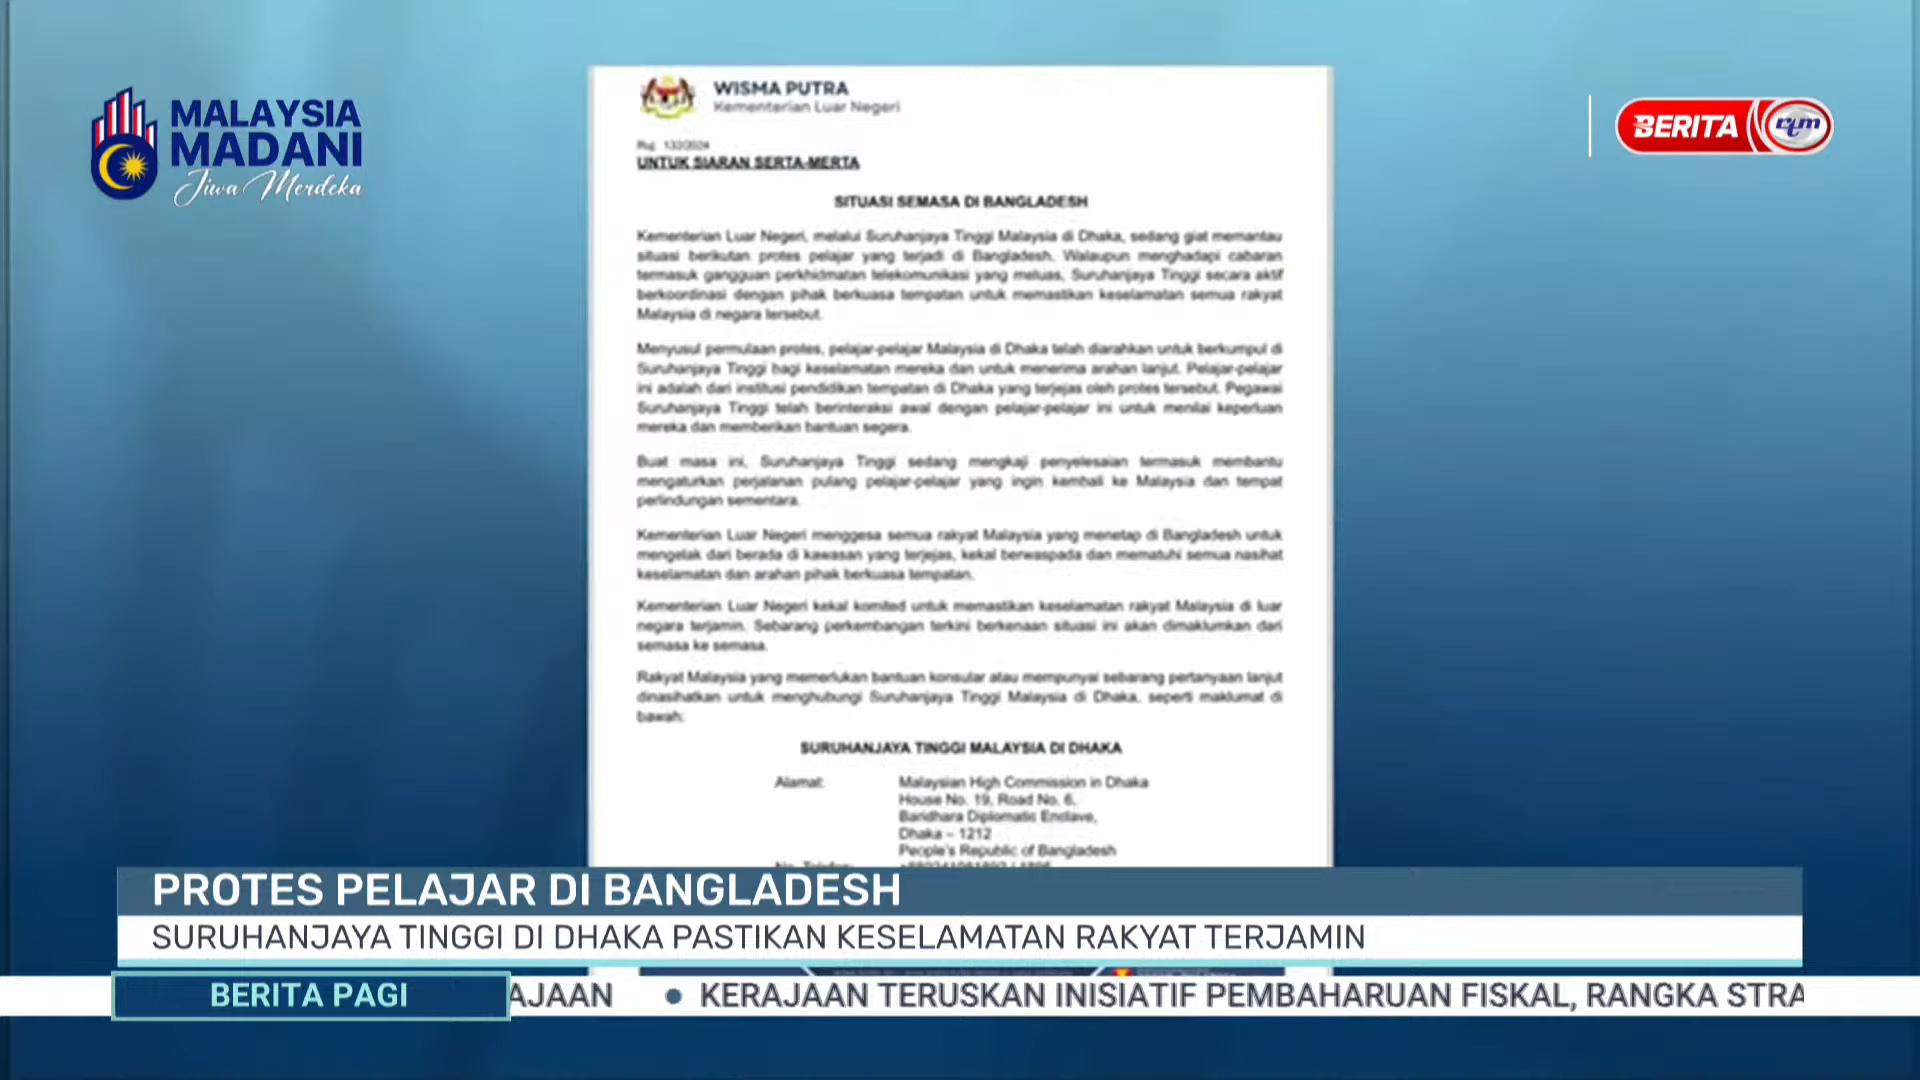 MALAYSIA
MADANI
Jiwa Merdeka
BERITA rtm
WISMA PUTRA
Kementerian Luar Negeri
Ruj: 132/2024
UNTUK SIARAN SERTA-MERTA
SITUASI SEMASA DI BANGLADESH
Kementerian Luar Negeri, melalui Suruhanjaya Tinggi Malaysia di Dhaka, sedang giat memantau
situasi berikutan protes pelajar yang terjadi di Bangladesh. Walaupun menghadapi cabaran
termasuk gangguan perkhidmatan telekomunikasi yang meluas, Suruhanjaya Tinggi secara aktif
berkoordinasi dengan pihak berkuasa tempatan untuk memastikan keselamatan semua rakyat
Malaysia di negara tersebut.
Menyusul permulaan protes, pelajar-pelajar Malaysia di Dhaka telah diarahkan untuk berkumpul di
Suruhanjaya Tinggi bagi keselamatan mereka dan untuk menerima arahan lanjut. Pelajar-pelajar
ini adalah dari institusi pendidikan tempatan di Dhaka yang terjejas oleh protes tersebut. Pegawai
Suruhanjaya Tinggi telah berinteraksi awal dengan pelajar-pelajar ini untuk menilai keperluan
mereka dan memberikan bantuan segera.
Buat masa ini, Suruhanjaya Tinggi sedang mengkaji penyelesaian termasuk membantu
mengaturkan perjalanan pulang pelajar-pelajar yang ingin kembali ke Malaysia dan tempat
perlindungan sementara.
Kementerian Luar Negeri menggesa semua rakyat Malaysia yang menetap di Bangladesh untuk
mengelak dari berada di kawasan yang terjejas, kekal berwaspada dan mematuhi semua nasihat
keselamatan dan arahan pihak berkuasa tempatan.
Kementerian Luar Negeri kekal komited untuk memastikan keselamatan rakyat Malaysia di luar
negara terjamin. Sebarang perkembangan terkini berkenaan situasi ini akan dimaklumkan dari
semasa ke semasa.
Rakyat Malaysia yang memerlukan bantuan konsular atau mempunyai sebarang pertanyaan lanjut
dinasihatkan untuk menghubungi Suruhanjaya Tinggi Malaysia di Dhaka, seperti maklumat di
bawah:
SURUHANJAYA TINGGI MALAYSIA DI DHAKA
Alamat: Malaysian High Commission in Dhaka
House No. 19, Road No. 6,
Baridhara Diplomatic Enclave,
Dhaka – 1212
People's Republic of Bangladesh
PROTES PELAJAR DI BANGLADESH
SURUHANJAYA TINGGI DI DHAKA PASTIKAN KESELAMATAN RAKYAT TERJAMIN
BERITA PAGI AJAAN • KERAJAAN TERUSKAN INISIATIF PEMBAHARUAN FISKAL, RANGKA STRA